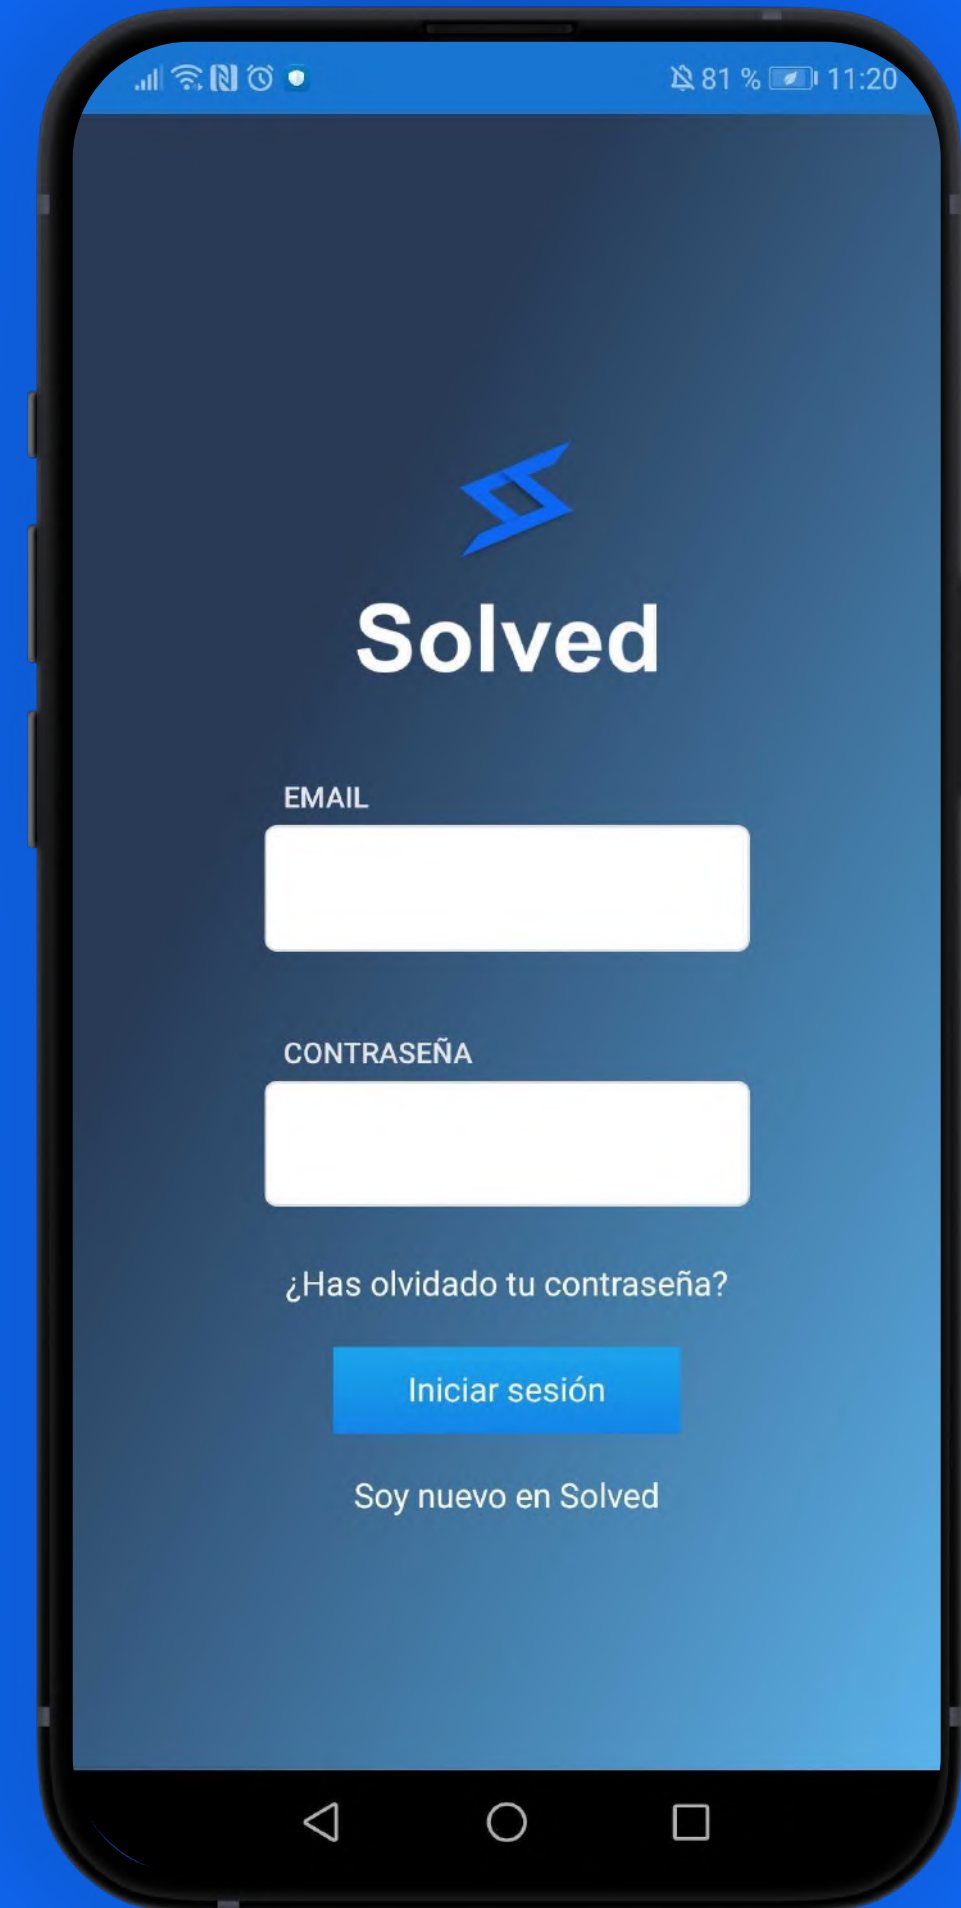 81 % 11:20
Solved
EMAIL
CONTRASEÑA
¿Has olvidado tu contraseña?
Iniciar sesión
Soy nuevo en Solved